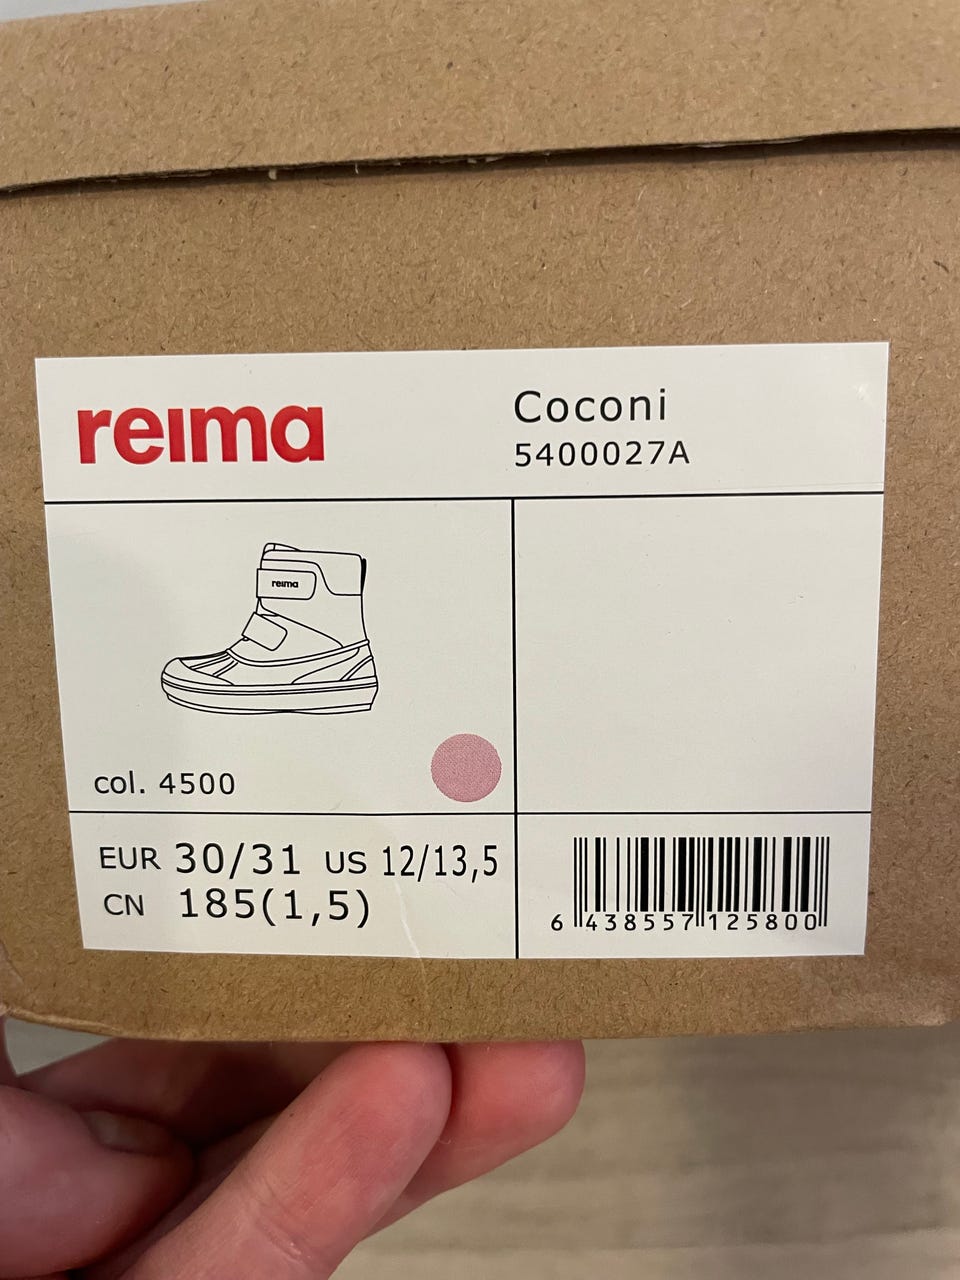 reima
Coconi
5400027A
reima
col. 4500
EUR 30/31 US 12/13,5
CN 185(1,5)
6 438557 125800